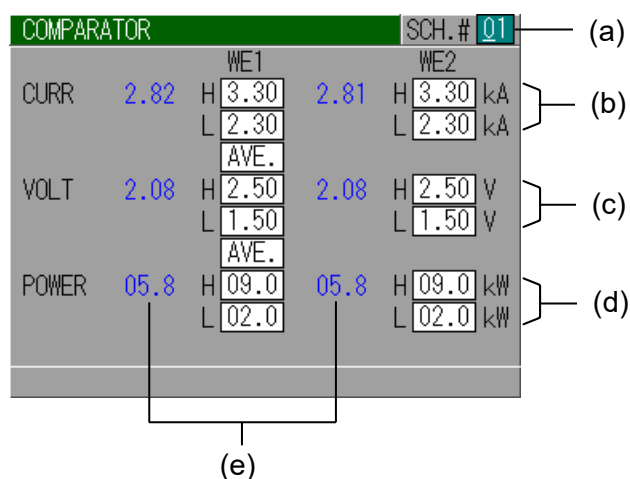 COMPARATOR SCH.# 01 (a)
WE1 WE2
CURR 2.82 H 3.30 2.81 H 3.30 kA (b)
L 2.30 L 2.30 kA
AVE.
VOLT 2.08 H 2.50 2.08 H 2.50 V (c)
L 1.50 L 1.50 V
AVE.
POWER 05.8 H 09.0 05.8 H 09.0 kW (d)
L 02.0 L 02.0 kW
(e)